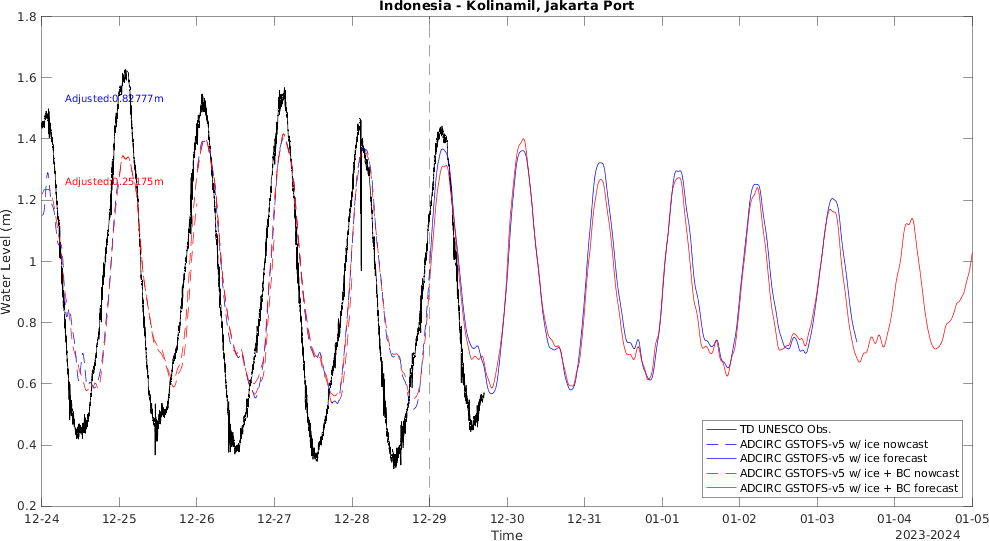 Indonesia - Kolinamil, Jakarta Port
1.8
1.6
1.4
1.2
1
0.8
0.6
0.4
0.2
Water Level (m)
Adjusted:0.82777m
Adjusted:0.25175m
TD UNESCO Obs.
ADCIRC GSTOFS-v5 w/ ice nowcast
ADCIRC GSTOFS-v5 w/ ice forecast
ADCIRC GSTOFS-v5 w/ ice + BC nowcast
ADCIRC GSTOFS-v5 w/ ice + BC forecast
12-24 12-25 12-26 12-27 12-28 12-29 12-30 12-31 01-01 01-02 01-03 01-04 01-05
Time
2023-2024